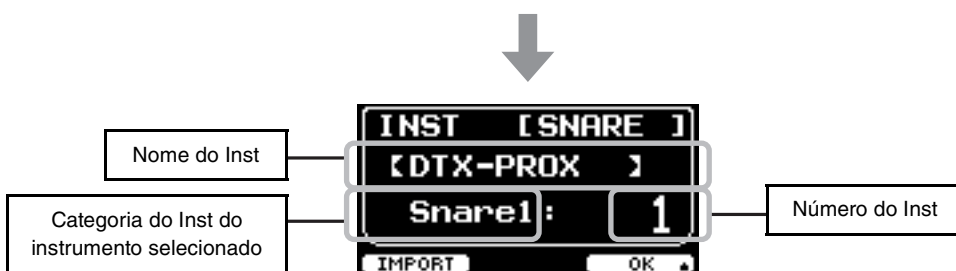 INST [SNARE ]
Nome do Inst
【DTX-PROX 】
Categoria do Inst do
instrumento selecionado
Snare1: 1
Número do Inst
IMPORT OK